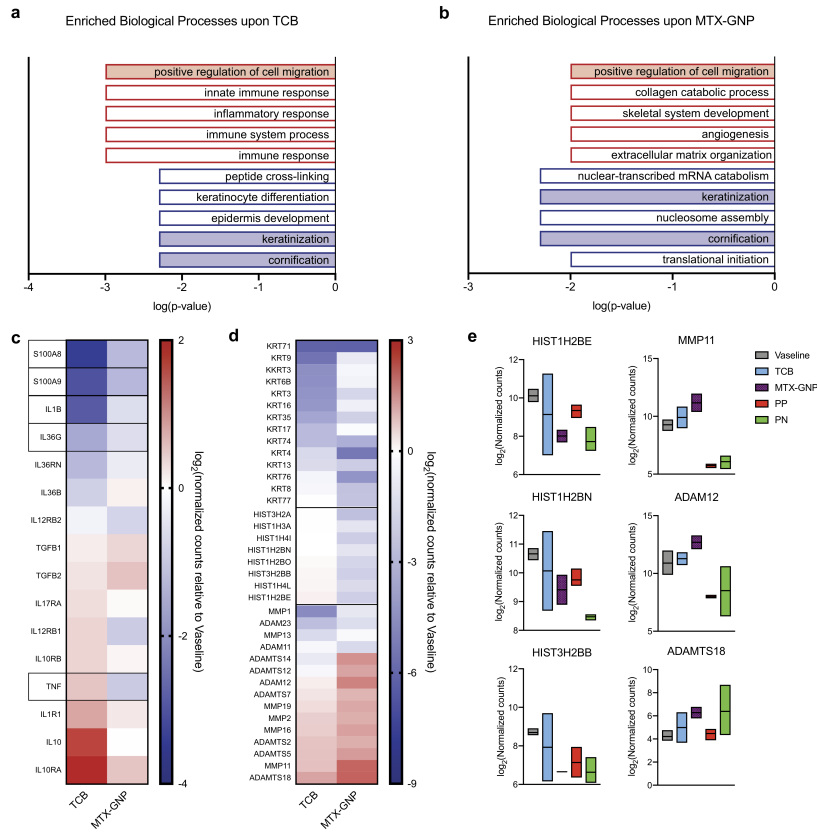 a
Enriched Biological Processes upon TCB
positive regulation of cell migration
innate immune response
inflammatory response
immune system process
immune response
peptide cross-linking
keratinocyte differentiation
epidermis development
keratinization
cornification
-4 -3 -2 -1 0
log(p-value)
b
Enriched Biological Processes upon MTX-GNP
positive regulation of cell migration
collagen catabolic process
skeletal system development
angiogenesis
extracellular matrix organization
nuclear-transcribed mRNA catabolism
keratinization
nucleosome assembly
cornification
translational initiation
-3 -2 -1 0
log(p-value)
c
S100A8
S100A9
IL1B
IL36G
IL36RN
IL36B
IL12RB2
TGFB1
TGFB2
IL17RA
IL12RB1
IL10RB
TNF
IL1R1
IL10
IL10RA
TCB
MTX-GNP
2
0
-2
-4
log2(normalized counts relative to Vaseline)
d
KRT71
KRT9
KKRT3
KRT6B
KRT3
KRT16
KRT35
KRT17
KRT74
KRT4
KRT13
KRT76
KRT8
KRT77
HIST3H2A
HIST1H3A
HIST1H4I
HIST1H2BN
HIST1H2BO
HIST3H2BB
HIST1H4L
HIST1H2BE
MMP1
ADAM23
MMP13
ADAM11
ADAMTS14
ADAMTS12
ADAM12
ADAMTS7
MMP19
MMP2
MMP16
ADAMTS2
ADAMTS5
MMP11
ADAMTS18
TCB
MTX-GNP
3
0
-3
-6
-9
log2(normalized counts relative to Vaseline)
e
HIST1H2BE
12
10
8
6
log2(Normalized counts)
MMP11
15
10
5
log2(Normalized counts)
Vaseline
TCB
MTX-GNP
PP
PN
HIST1H2BN
12
11
10
9
8
log2(Normalized counts)
ADAM12
15
10
5
log2(Normalized counts)
HIST3H2BB
12
10
8
6
log2(Normalized counts)
ADAMTS18
10
8
6
4
2
0
log2(Normalized counts)